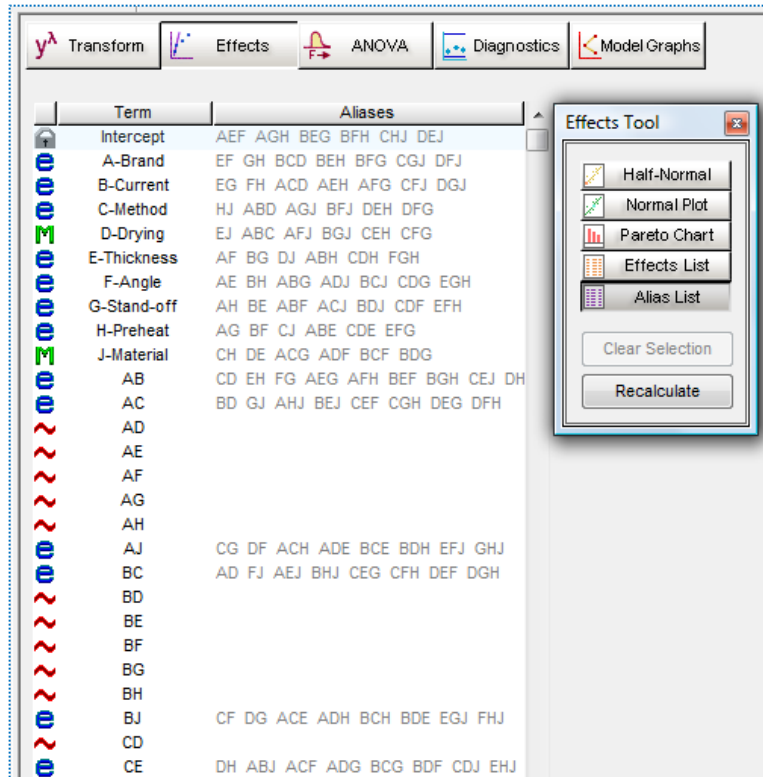 yλ Transform Effects F ANOVA Diagnostics Model Graphs
Term Aliases
Effects Tool
Intercept AEF AGH BEG BFH CHJ DEJ
A-Brand EF GH BCD BEH BFG CGJ DFJ
Half-Normal
B-Current EG FH ACD AEH AFG CFJ DGJ
C-Method HJ ABD AGJ BFJ DEH DFG
Normal Plot
D-Drying EJ ABC AFJ BGJ CEH CFG
Pareto Chart
E-Thickness AF BG DJ ABH CDH FGH
Effects List
F-Angle AE BH ABG ADJ BCJ CDG EGH
G-Stand-off AH BE ABF ACJ BDJ CDF EFH
Alias List
H-Preheat AG BF CJ ABE CDE EFG
J-Material CH DE ACG ADF BCF BDG
Clear Selection
AB CD EH FG AEG AFH BEF BGH CEJ DH
Recalculate
AC BD GJ AHJ BEJ CEF CGH DEG DFH
AD
AE
AF
AG
AH
AJ CG DF ACH ADE BCE BDH EFJ GHJ
BC AD FJ AEJ BHJ CEG CFH DEF DGH
BD
BE
BF
BG
BH
BJ CF DG ACE ADH BCH BDE EGJ FHJ
CD
CE DH ABJ ACF ADG BCG BDF CDJ EHJ